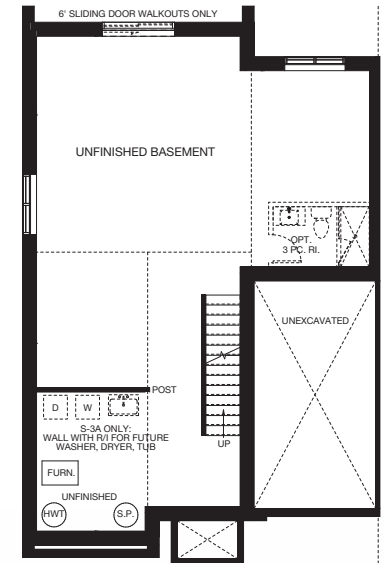 6' SLIDING DOOR WALKOUTS ONLY
UNFINISHED BASEMENT
OPT.
3 PC. RI.
UNEXCAVATED
POST
D
W
S-3A ONLY:
WALL WITH R/I FOR FUTURE
WASHER, DRYER, TUB
UP
FURN.
UNFINISHED
HWT
S.P.